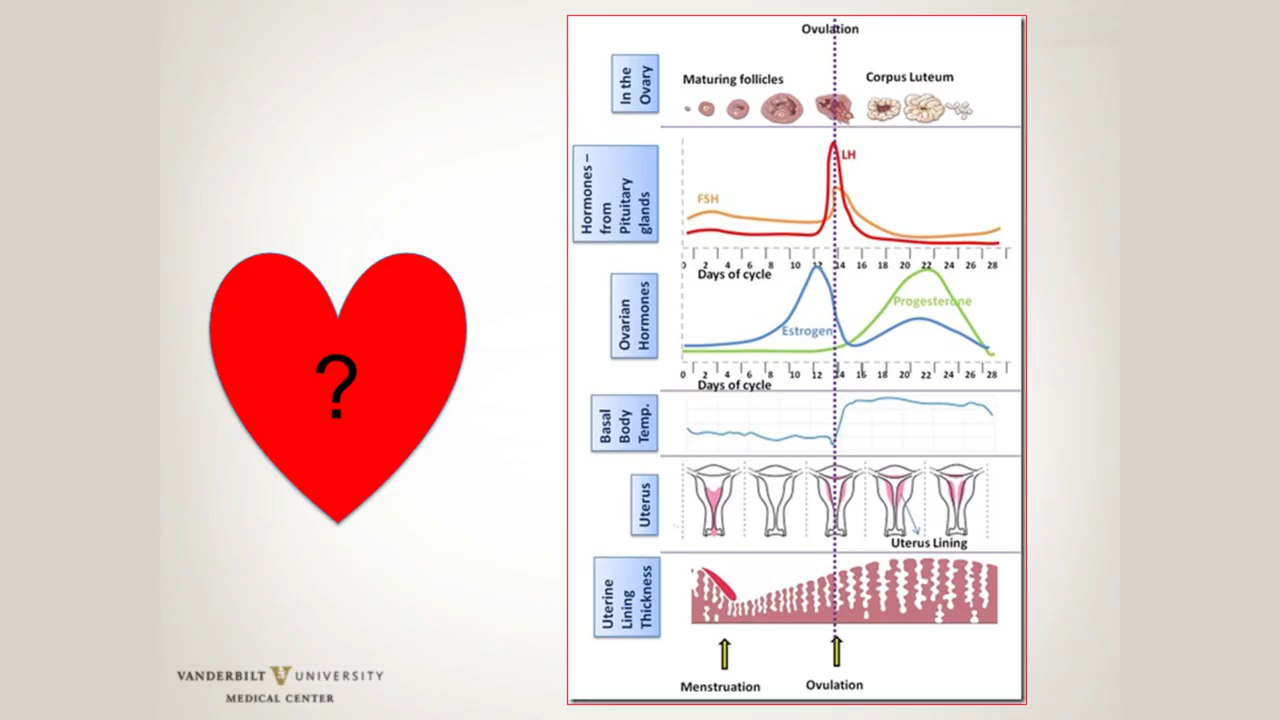 ?
VANDERBILT UNIVERSITY
MEDICAL CENTER
Ovulation
In the
Ovary
Maturing follicles
Corpus Luteum
Hormones –
from
Pituitary
glands
LH
FSH
0 2 4 6 8 10 12 14 16 18 20 22 24 26 28
Days of cycle
Ovarian
Hormones
Progesterone
Estrogen
0 2 4 6 8 10 12 14 16 18 20 22 24 26 28
Days of cycle
Basal
Body
Temp.
Uterus
Uterus Lining
Uterine
Lining
Thickness
Menstruation
Ovulation